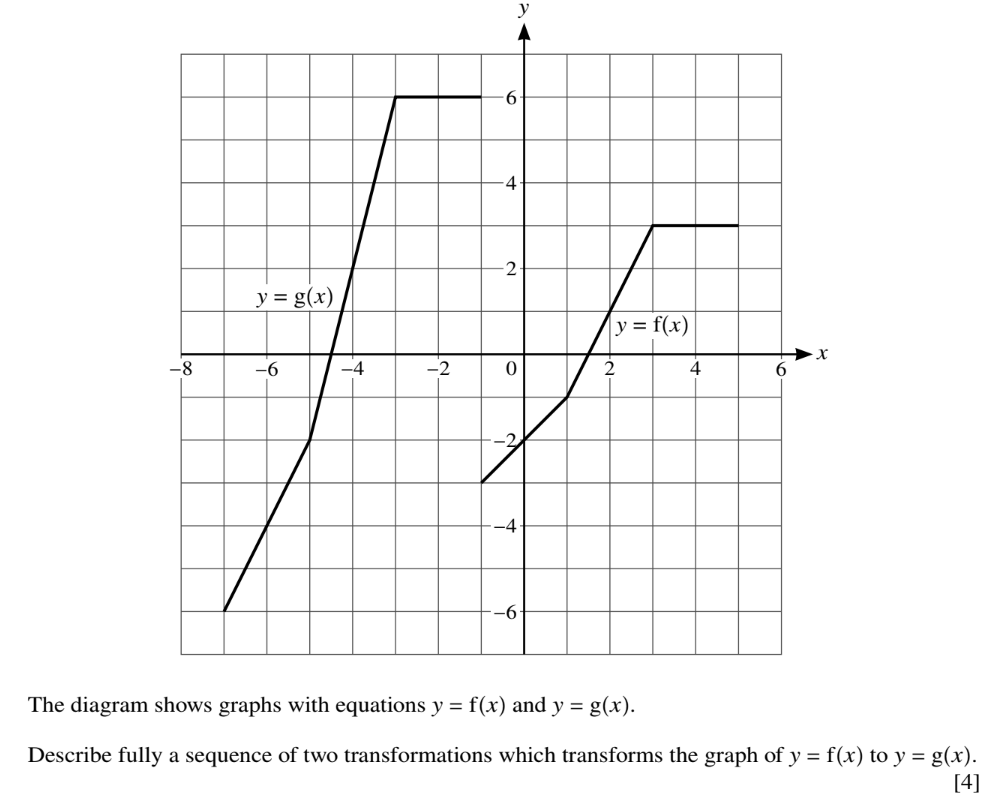 y
6
4
2
y = g(x)
y = f(x)
x
−8
−6
−4
−2
0
2
4
6
−2
−4
−6
The diagram shows graphs with equations y = f(x) and y = g(x).
Describe fully a sequence of two transformations which transforms the graph of y = f(x) to y = g(x).
[4]